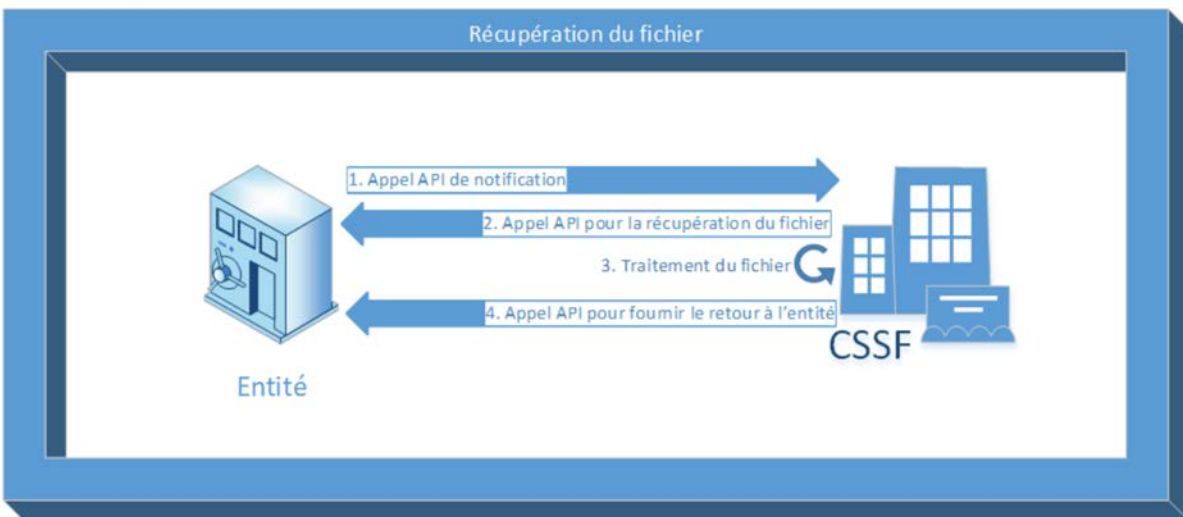 Récupération du fichier
1. Appel API de notification
2. Appel API pour la récupération du fichier
3. Traitement du fichier
4. Appel API pour fournir le retour à l'entité
CSSF
Entité